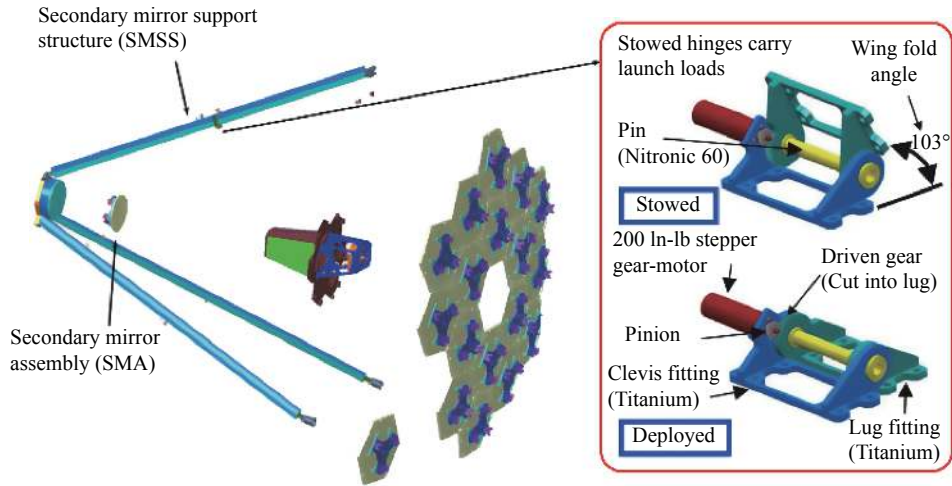 Secondary mirror support
structure (SMSS)
Secondary mirror
assembly (SMA)
Stowed hinges carry
launch loads
Wing fold
angle
103°
Pin
(Nitronic 60)
Stowed
200 ln-lb stepper
gear-motor
Driven gear
(Cut into lug)
Pinion
Clevis fitting
(Titanium)
Lug fitting
(Titanium)
Deployed